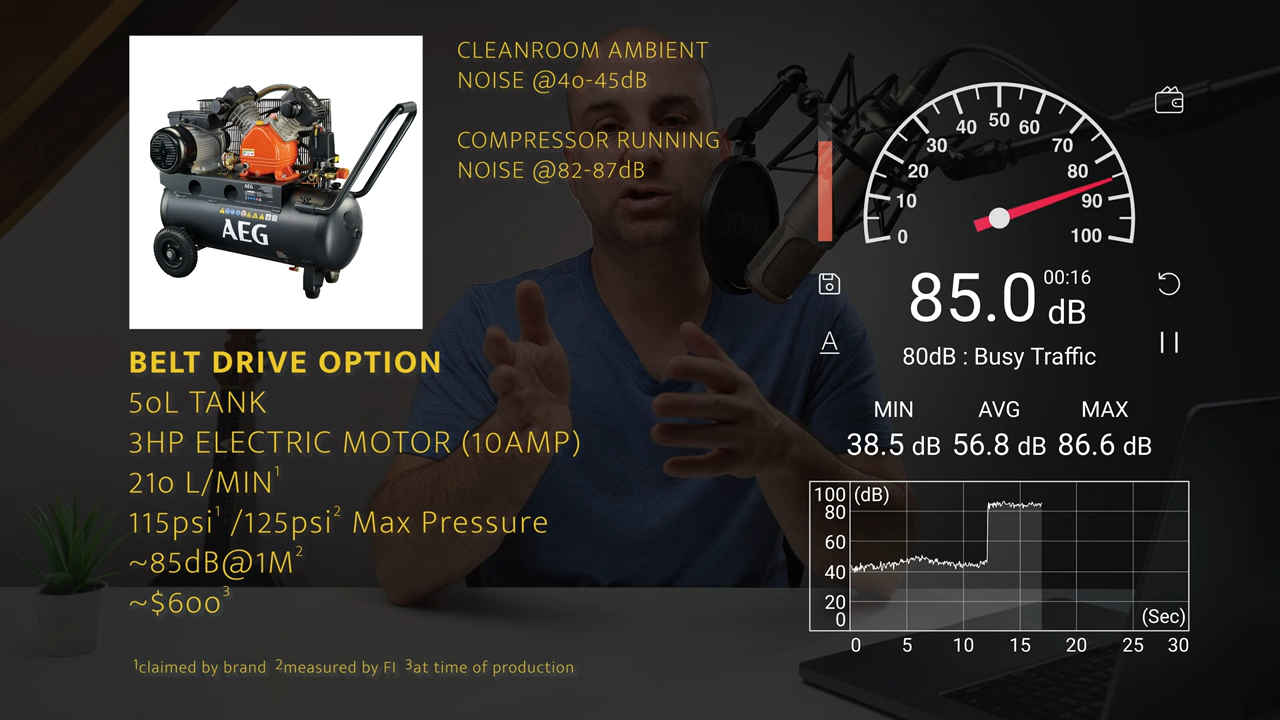 CLEANROOM AMBIENT
NOISE @40-45dB
COMPRESSOR RUNNING
NOISE @82-87dB
AEG
AEG
BELT DRIVE OPTION
50L TANK
3HP ELECTRIC MOTOR (10AMP)
210 L/MIN¹
115psi¹ /125psi² Max Pressure
~85dB@1M²
~$600³
¹claimed by brand ²measured by FI ³at time of production
0
10
20
30
40
50
60
70
80
90
100
85.0 dB
00:16
A
80dB : Busy Traffic
MIN AVG MAX
38.5 dB 56.8 dB 86.6 dB
100 (dB)
80
60
40
20
0
(Sec)
0 5 10 15 20 25 30